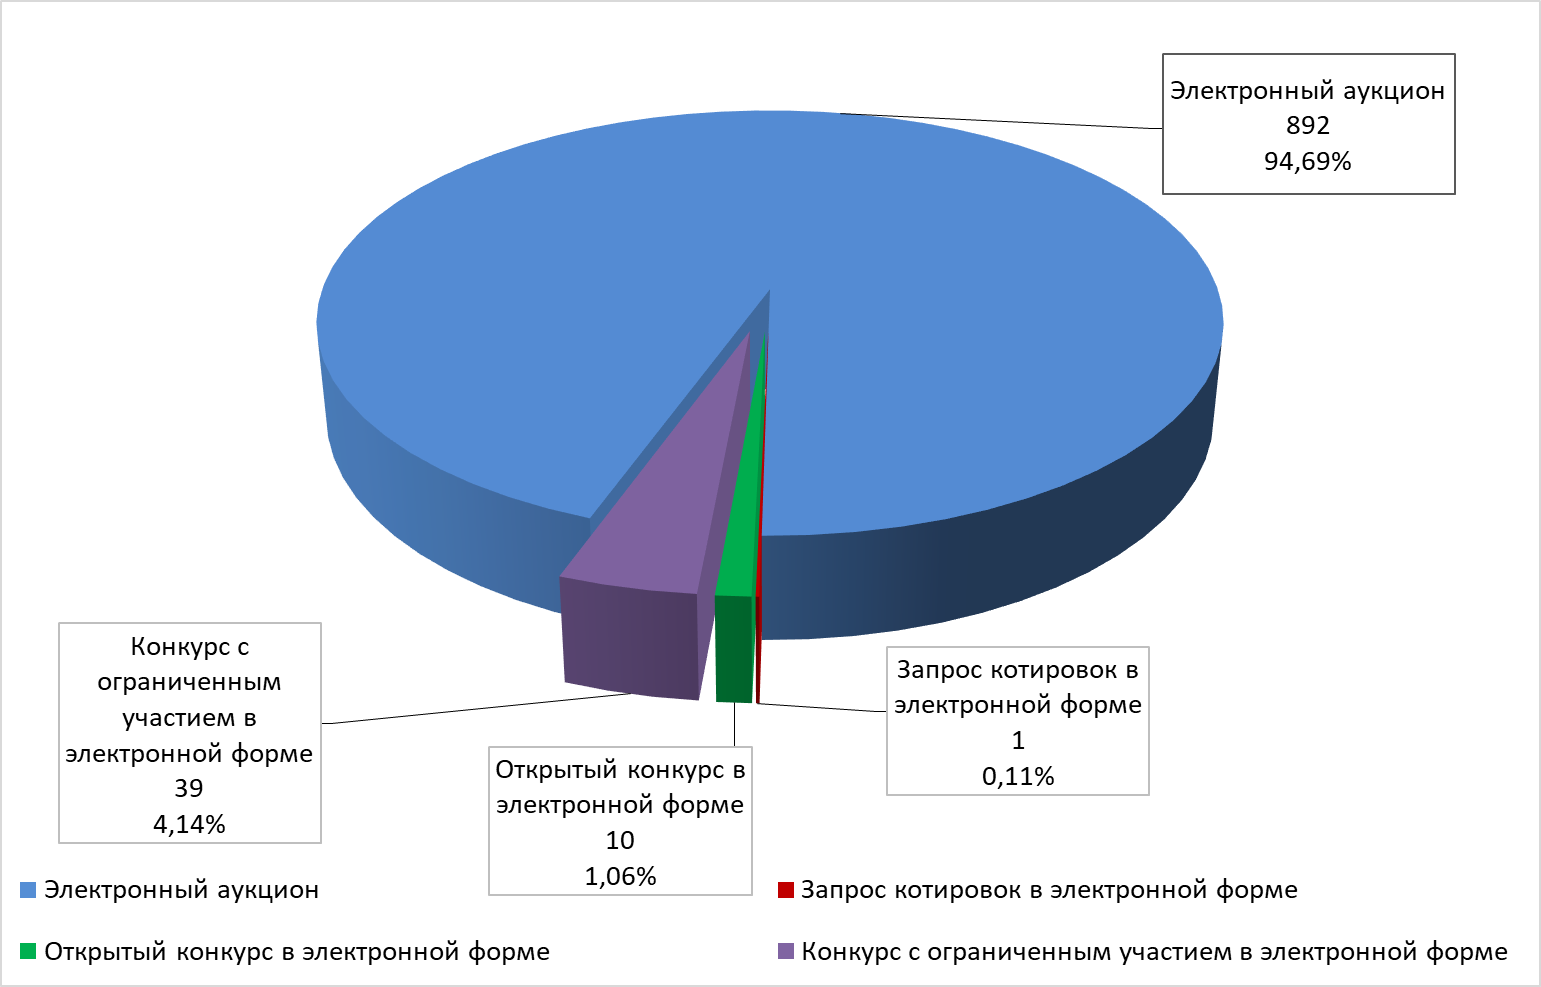 Электронный аукцион
892
94,69%
Конкурс с
ограниченным
участием в
электронной форме
39
4,14%
Запрос котировок в
электронной форме
1
0,11%
Открытый конкурс в
электронной форме
10
1,06%
Электронный аукцион
Запрос котировок в электронной форме
Открытый конкурс в электронной форме
Конкурс с ограниченным участием в электронной форме